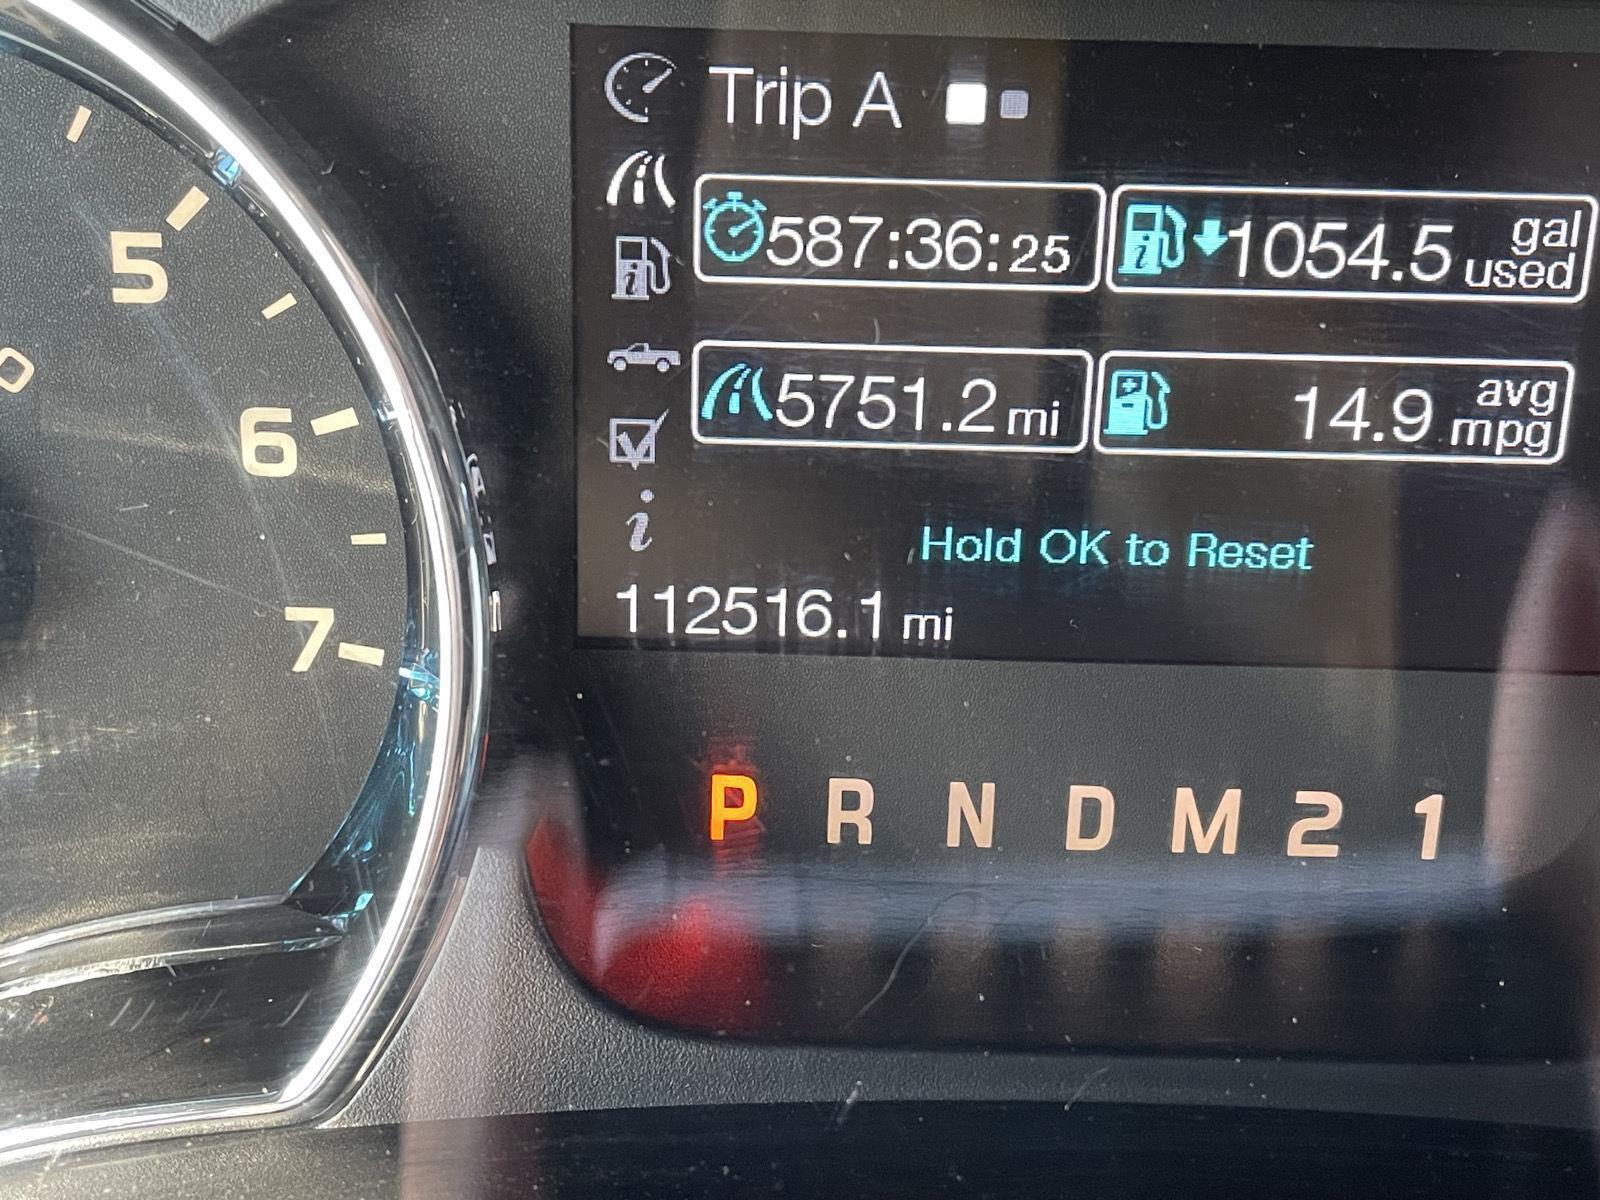 Trip A
587:36:25
1054.5 gal used
5751.2 mi
14.9 avg mpg
Hold OK to Reset
112516.1 mi
5
6
7
P R N D M 2 1